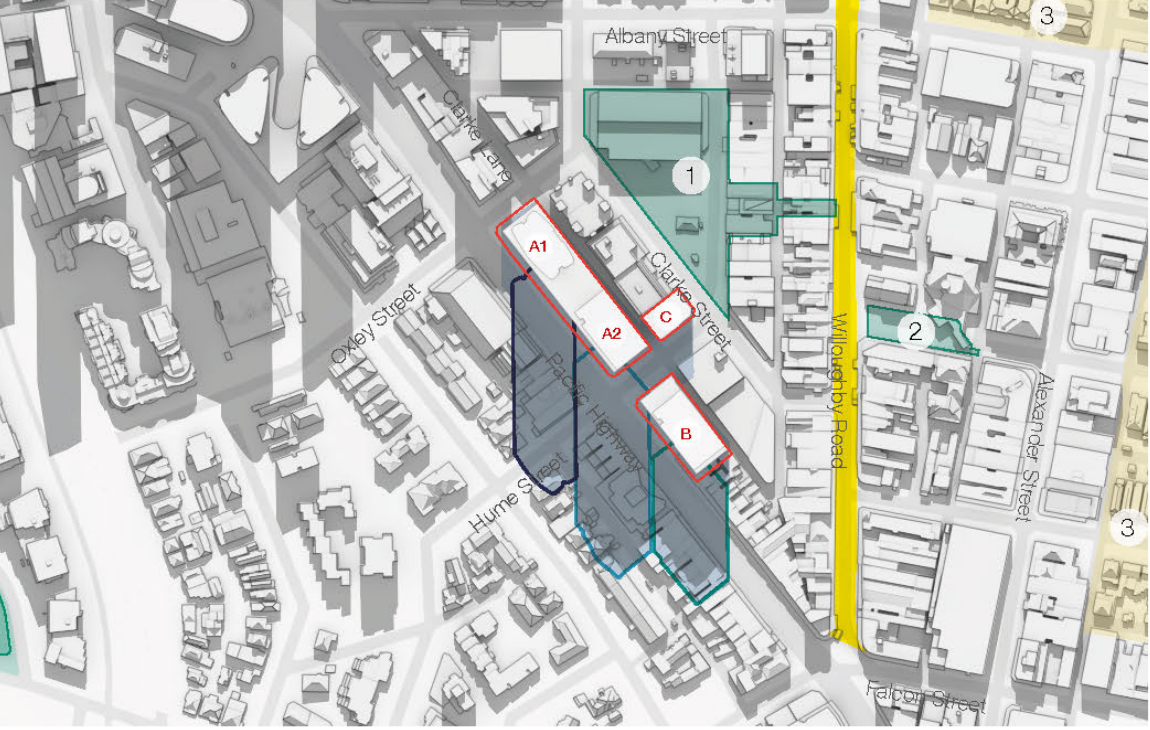 3
Albany Street
Clarke Lane
1
A1
Clarke Street
C
A2
2
Oxley Street
Pacific Highway
Willoughby Road
Alexander Street
B
Hume Street
3
Falcon Street